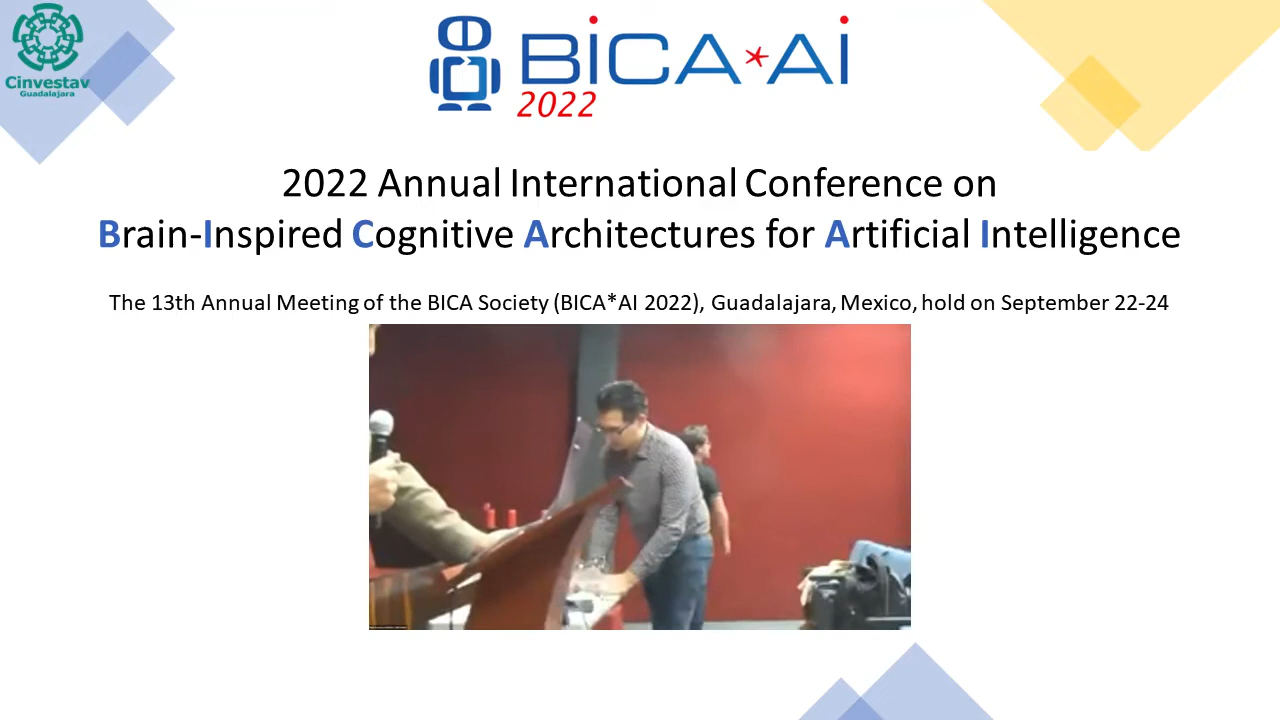 Cinvestav
Guadalajara
BiCA*Ai
2022
2022 Annual International Conference on
Brain-Inspired Cognitive Architectures for Artificial Intelligence
The 13th Annual Meeting of the BICA Society (BICA*AI 2022), Guadalajara, Mexico, hold on September 22-24